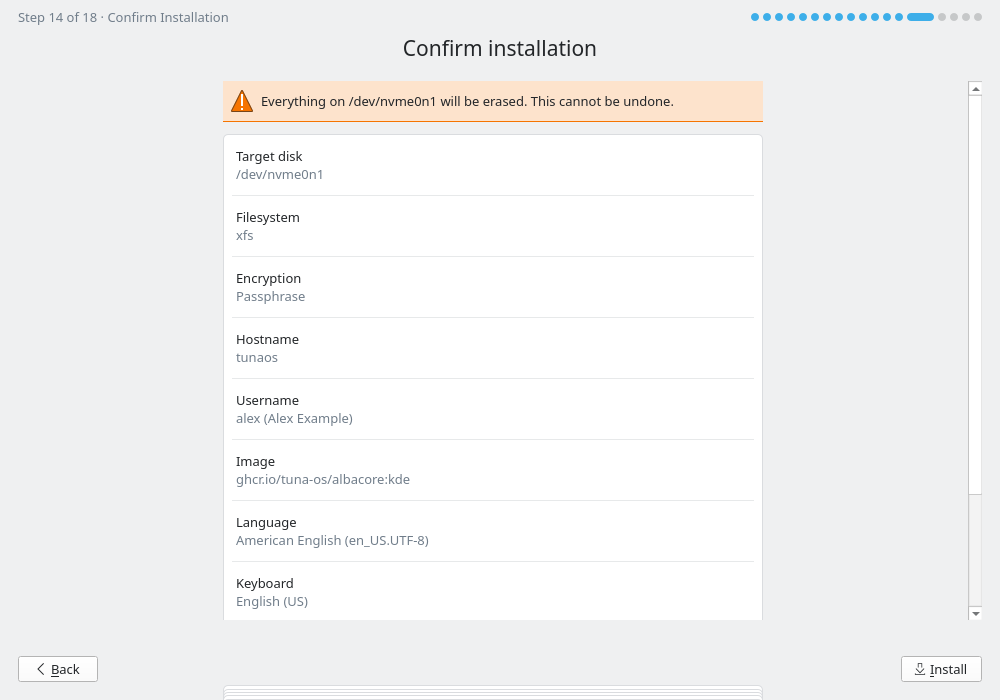 Step 14 of 18 · Confirm Installation
Confirm installation
Everything on /dev/nvme0n1 will be erased. This cannot be undone.
Target disk
/dev/nvme0n1
Filesystem
xfs
Encryption
Passphrase
Hostname
tunaos
Username
alex (Alex Example)
Image
ghcr.io/tuna-os/albacore:kde
Language
American English (en_US.UTF-8)
Keyboard
English (US)
Back
Install